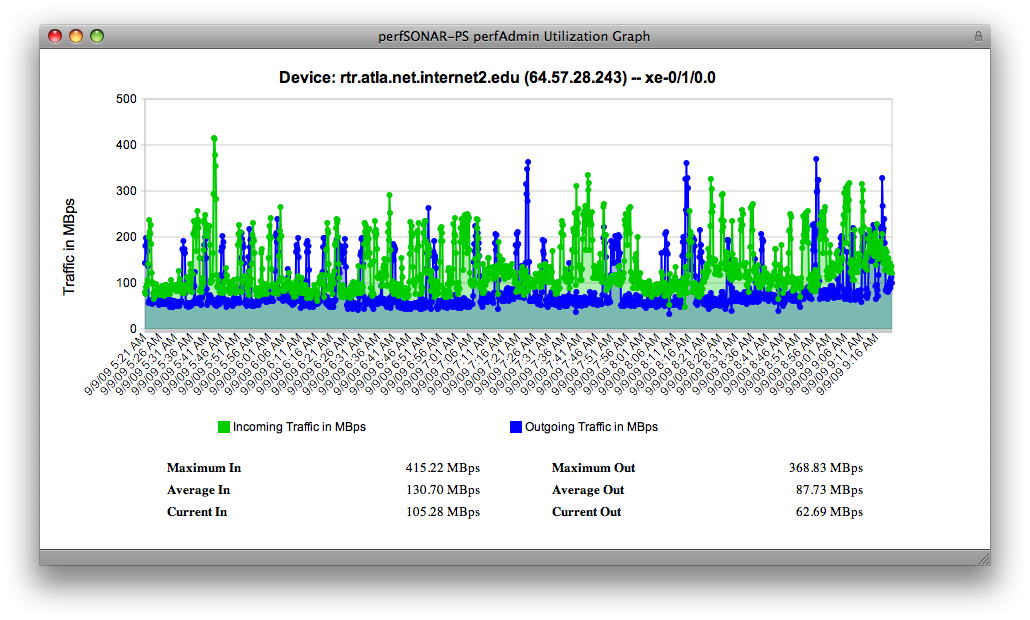 perfSONAR-PS perfAdmin Utilization Graph
Device: rtr.atla.net.internet2.edu (64.57.28.243) -- xe-0/1/0.0
500
400
300
200
100
0
Traffic in MBps
9/9/09 5:21 AM
9/9/09 5:26 AM
9/9/09 5:31 AM
9/9/09 5:36 AM
9/9/09 5:41 AM
9/9/09 5:46 AM
9/9/09 5:51 AM
9/9/09 5:56 AM
9/9/09 6:01 AM
9/9/09 6:06 AM
9/9/09 6:11 AM
9/9/09 6:16 AM
9/9/09 6:21 AM
9/9/09 6:26 AM
9/9/09 6:31 AM
9/9/09 6:36 AM
9/9/09 6:41 AM
9/9/09 6:46 AM
9/9/09 6:51 AM
9/9/09 6:56 AM
9/9/09 7:01 AM
9/9/09 7:06 AM
9/9/09 7:11 AM
9/9/09 7:16 AM
9/9/09 7:21 AM
9/9/09 7:26 AM
9/9/09 7:31 AM
9/9/09 7:36 AM
9/9/09 7:41 AM
9/9/09 7:46 AM
9/9/09 7:51 AM
9/9/09 7:56 AM
9/9/09 8:01 AM
9/9/09 8:06 AM
9/9/09 8:11 AM
9/9/09 8:16 AM
9/9/09 8:21 AM
9/9/09 8:26 AM
9/9/09 8:31 AM
9/9/09 8:36 AM
9/9/09 8:41 AM
9/9/09 8:46 AM
9/9/09 8:51 AM
9/9/09 8:56 AM
9/9/09 9:01 AM
9/9/09 9:06 AM
9/9/09 9:11 AM
9/9/09 9:16 AM
Incoming Traffic in MBps Outgoing Traffic in MBps
Maximum In 415.22 MBps Maximum Out 368.83 MBps
Average In 130.70 MBps Average Out 87.73 MBps
Current In 105.28 MBps Current Out 62.69 MBps